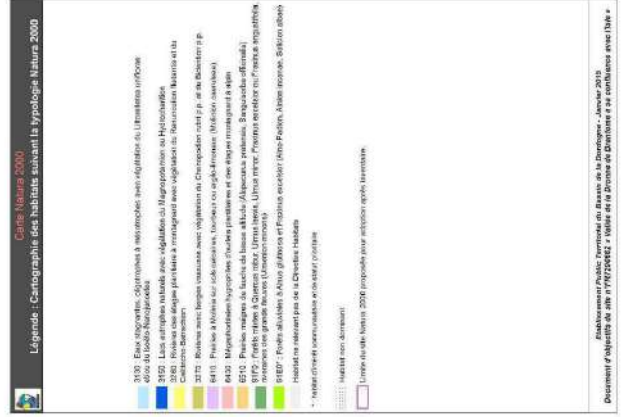 Carte Natura 2000
Légende : Cartographie des habitats suivant la typologie Natura 2000
3130 : Eaux stagnantes, oligotrophes à mésotrophes avec végétation du Littorelletea uniflorae
et/ou du Isoëto-Nanojuncetea
3150 : Lacs eutrophes naturels avec végétation du Magnopotamion ou Hydrocharition
3260 : Rivières des étages planitiaire à montagnard avec végétation du Ranunculion fluitantis et du
Callitricho-Batrachion
3270 : Rivières avec berges vaseuses avec végétation du Chenopodion rubri p.p. et du Bidention p.p.
6410 : Prairies à Molinia sur sols calcaires, tourbeux ou argilo-limoneux (Molinion caeruleae)
6430 : Mégaphorbiaies hygrophiles d'ourlets planitiaires et des étages montagnard à alpin
6510 : Prairies maigres de fauche de basse altitude (Alopecurus pratensis, Sanguisorba officinalis)
91F0 : Forêts mixtes à Quercus robur, Ulmus laevis, Ulmus minor, Fraxinus excelsior ou Fraxinus angustifolia,
riveraines des grands fleuves (Ulmenion minoris)
91E0* : Forêts alluviales à Alnus glutinosa et Fraxinus excelsior (Alno-Padion, Alnion incanae, Salicion albae)
Habitat ne relevant pas de la Directive Habitats
* : habitat d'intérêt communautaire et de statut prioritaire
Habitat non dominant
Limite du site Natura 2000 proposée pour adoption après inventaire
Etablissement Public Territorial du Bassin de la Dordogne - Janvier 2013
Document d'objectifs du site n°FR7200662 « Vallée de la Dronne de Brantôme à sa confluence avec l'Isle »